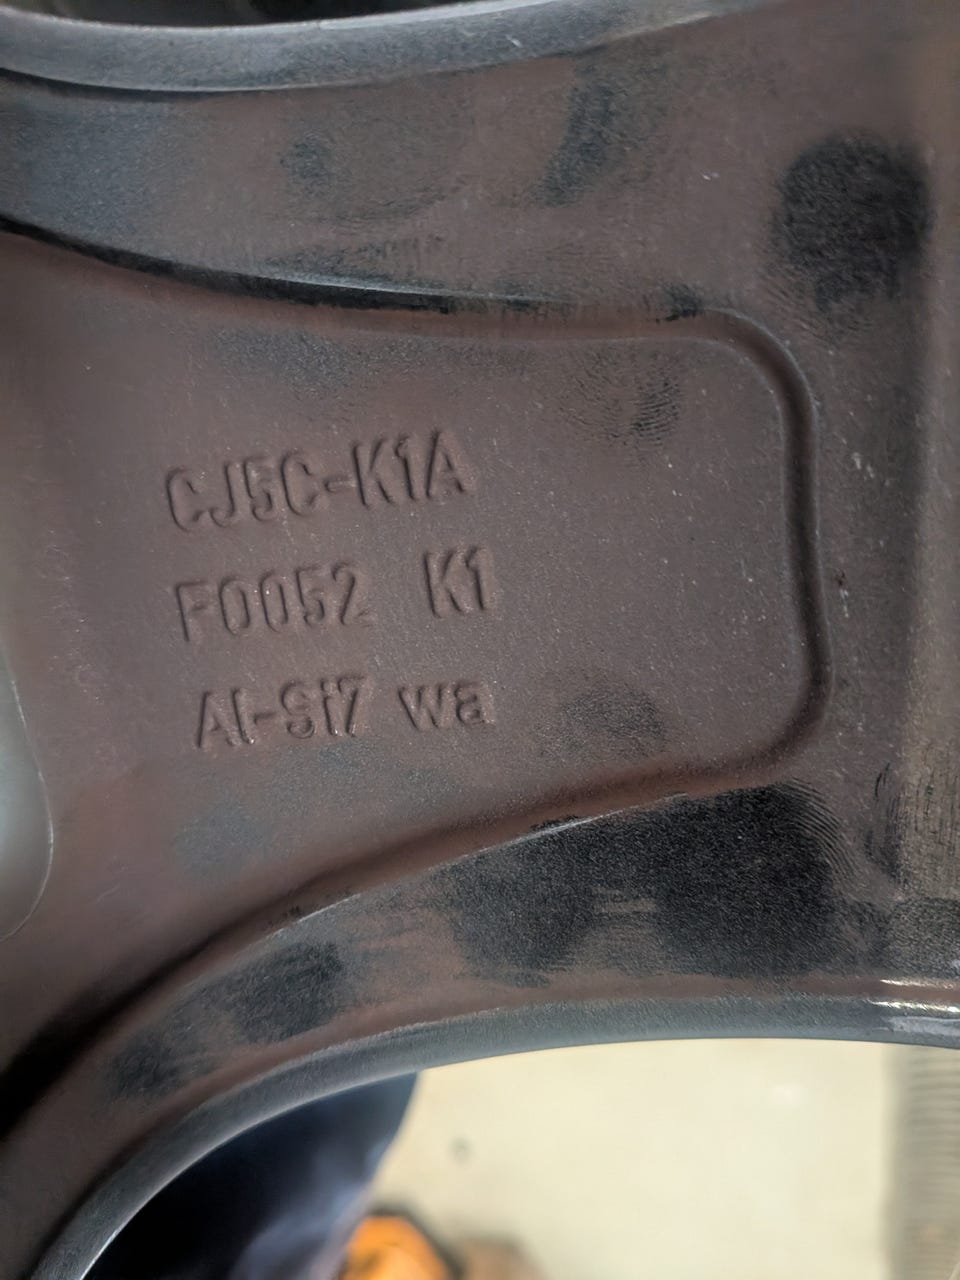 CJ5C-K1A
F0052 K1
Al-Si7 wa